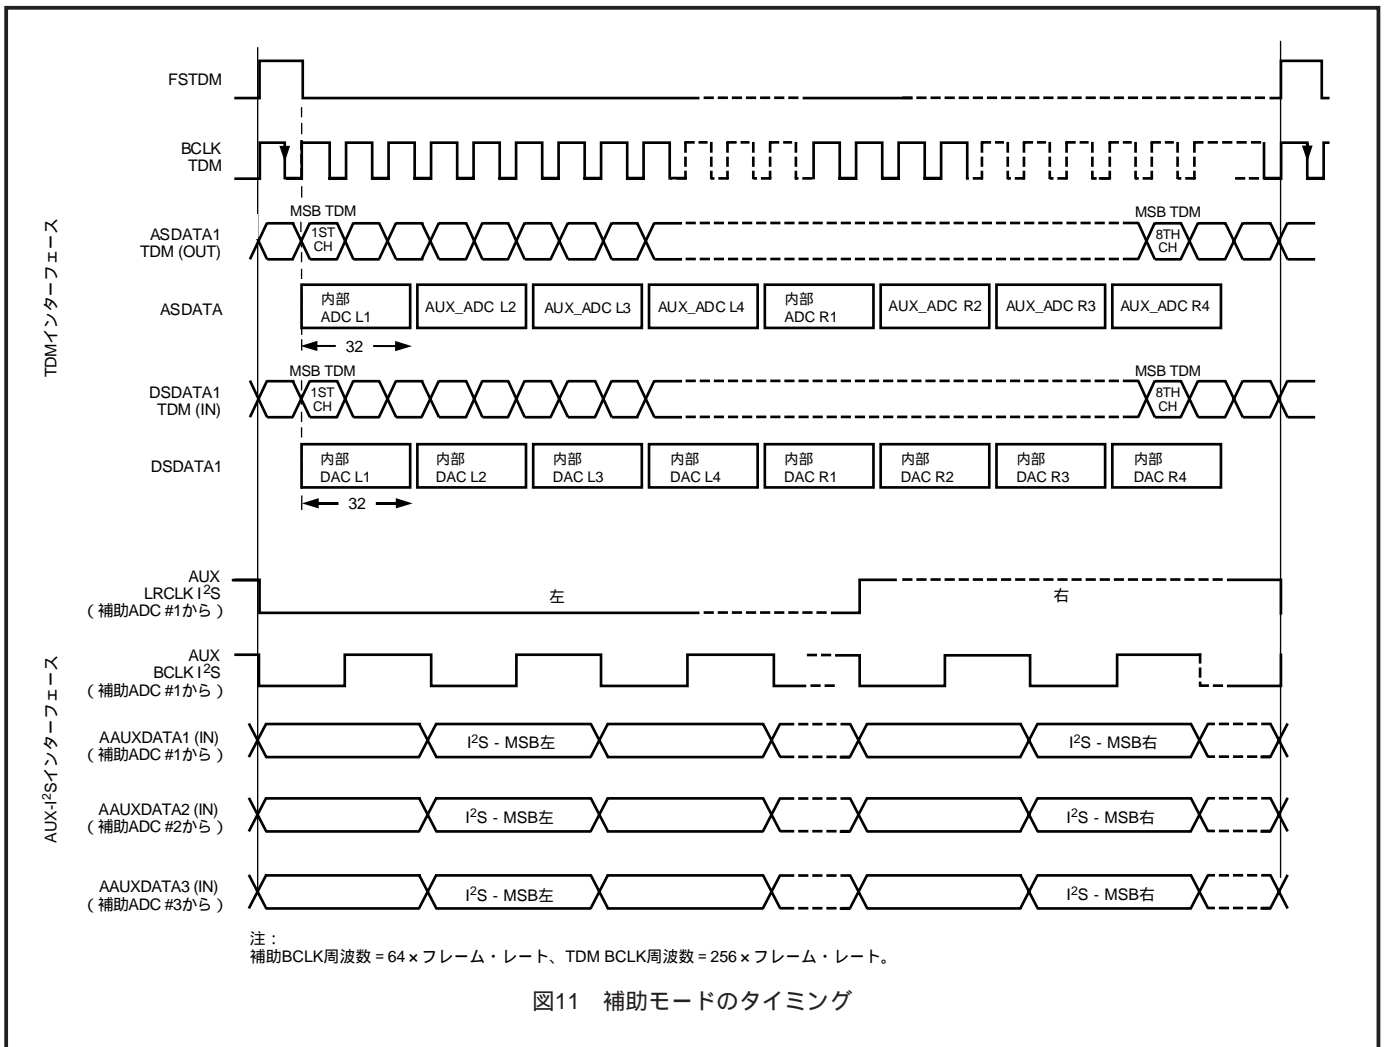 FSTDM
BCLK
TDM
TDMインターフェース
MSB TDM
MSB TDM
ASDATA1
TDM (OUT)
1ST
CH
8TH
CH
ASDATA
内部
ADC L1
AUX_ADC L2
AUX_ADC L3
AUX_ADC L4
内部
ADC R1
AUX_ADC R2
AUX_ADC R3
AUX_ADC R4
32
MSB TDM
MSB TDM
DSDATA1
TDM (IN)
1ST
CH
8TH
CH
DSDATA1
内部
DAC L1
内部
DAC L2
内部
DAC L3
内部
DAC L4
内部
DAC R1
内部
DAC R2
内部
DAC R3
内部
DAC R4
32
AUX-I²Sインターフェース
AUX
LRCLK I²S
(補助ADC #1から)
左
右
AUX
BCLK I²S
(補助ADC #1から)
AAUXDATA1 (IN)
(補助ADC #1から)
I²S - MSB左
I²S - MSB右
AAUXDATA2 (IN)
(補助ADC #2から)
I²S - MSB左
I²S - MSB右
AAUXDATA3 (IN)
(補助ADC #3から)
I²S - MSB左
I²S - MSB右
注:
補助BCLK周波数 = 64 × フレーム・レート、TDM BCLK周波数 = 256 × フレーム・レート。
図11 補助モードのタイミング